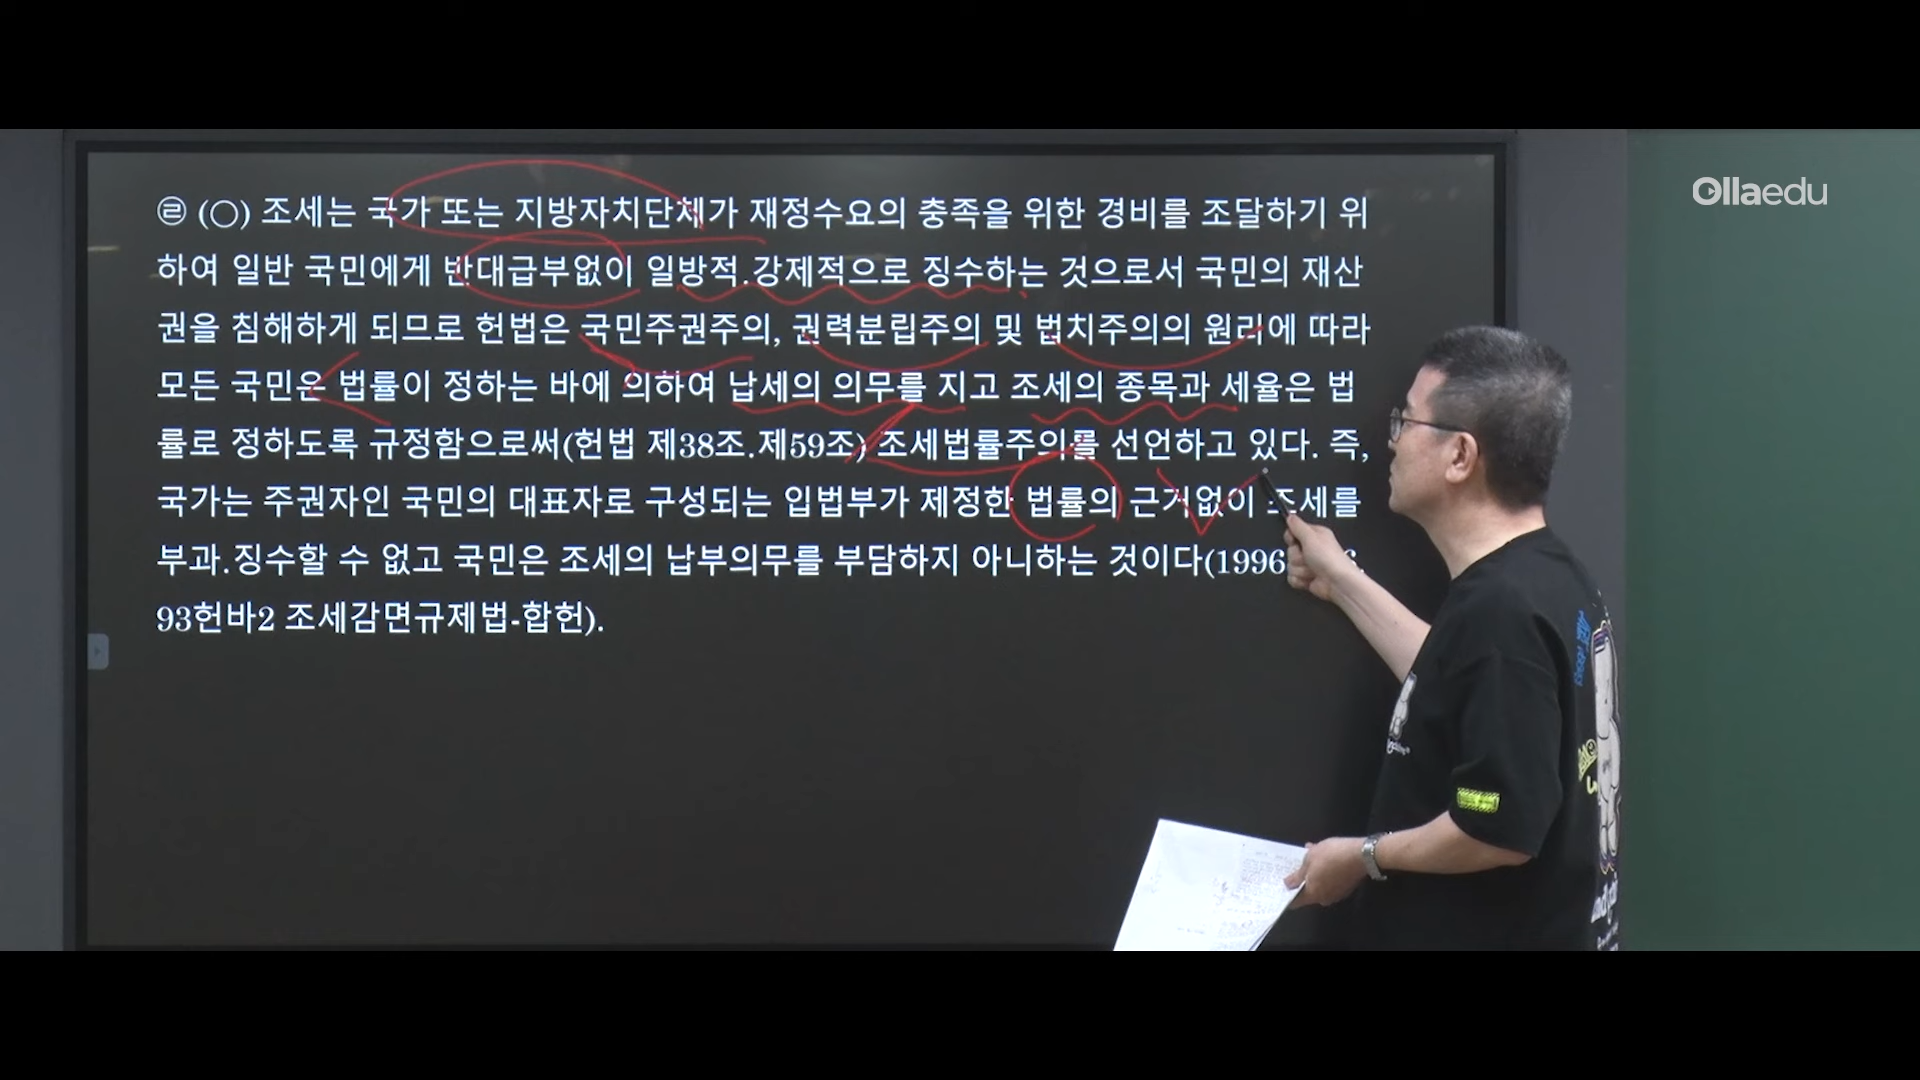 Ollaedu
㉣ (○) 조세는 국가 또는 지방자치단체가 재정수요의 충족을 위한 경비를 조달하기 위
하여 일반 국민에게 반대급부없이 일방적.강제적으로 징수하는 것으로서 국민의 재산
권을 침해하게 되므로 헌법은 국민주권주의, 권력분립주의 및 법치주의의 원리에 따라
모든 국민은 법률이 정하는 바에 의하여 납세의 의무를 지고 조세의 종목과 세율은 법
률로 정하도록 규정함으로써(헌법 제38조.제59조) 조세법률주의를 선언하고 있다. 즉,
국가는 주권자인 국민의 대표자로 구성되는 입법부가 제정한 법률의 근거없이 조세를
부과.징수할 수 없고 국민은 조세의 납부의무를 부담하지 아니하는 것이다(1996
93헌바2 조세감면규제법-합헌).